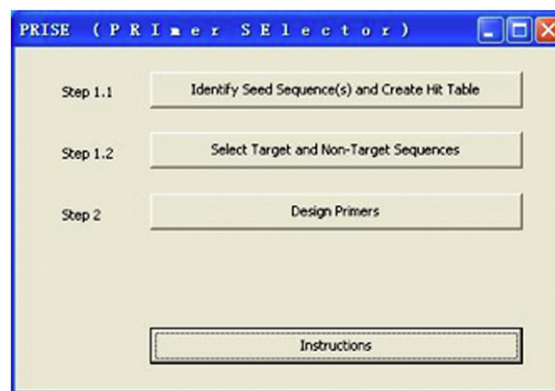 PRISE (PRImer SElector)
Step 1.1 Identify Seed Sequence(s) and Create Hit Table
Step 1.2 Select Target and Non-Target Sequences
Step 2 Design Primers
Instructions